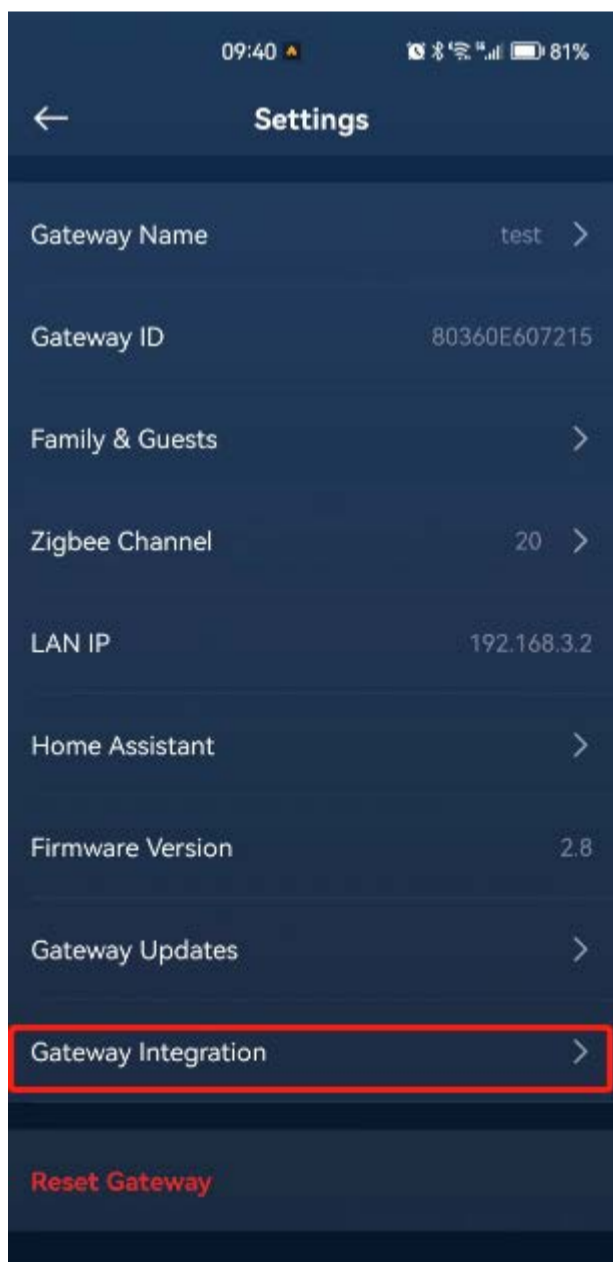 09:40 81%
Settings
Gateway Name test
Gateway ID 80360E607215
Family & Guests
Zigbee Channel 20
LAN IP 192.168.3.2
Home Assistant
Firmware Version 2.8
Gateway Updates
Gateway Integration
Reset Gateway